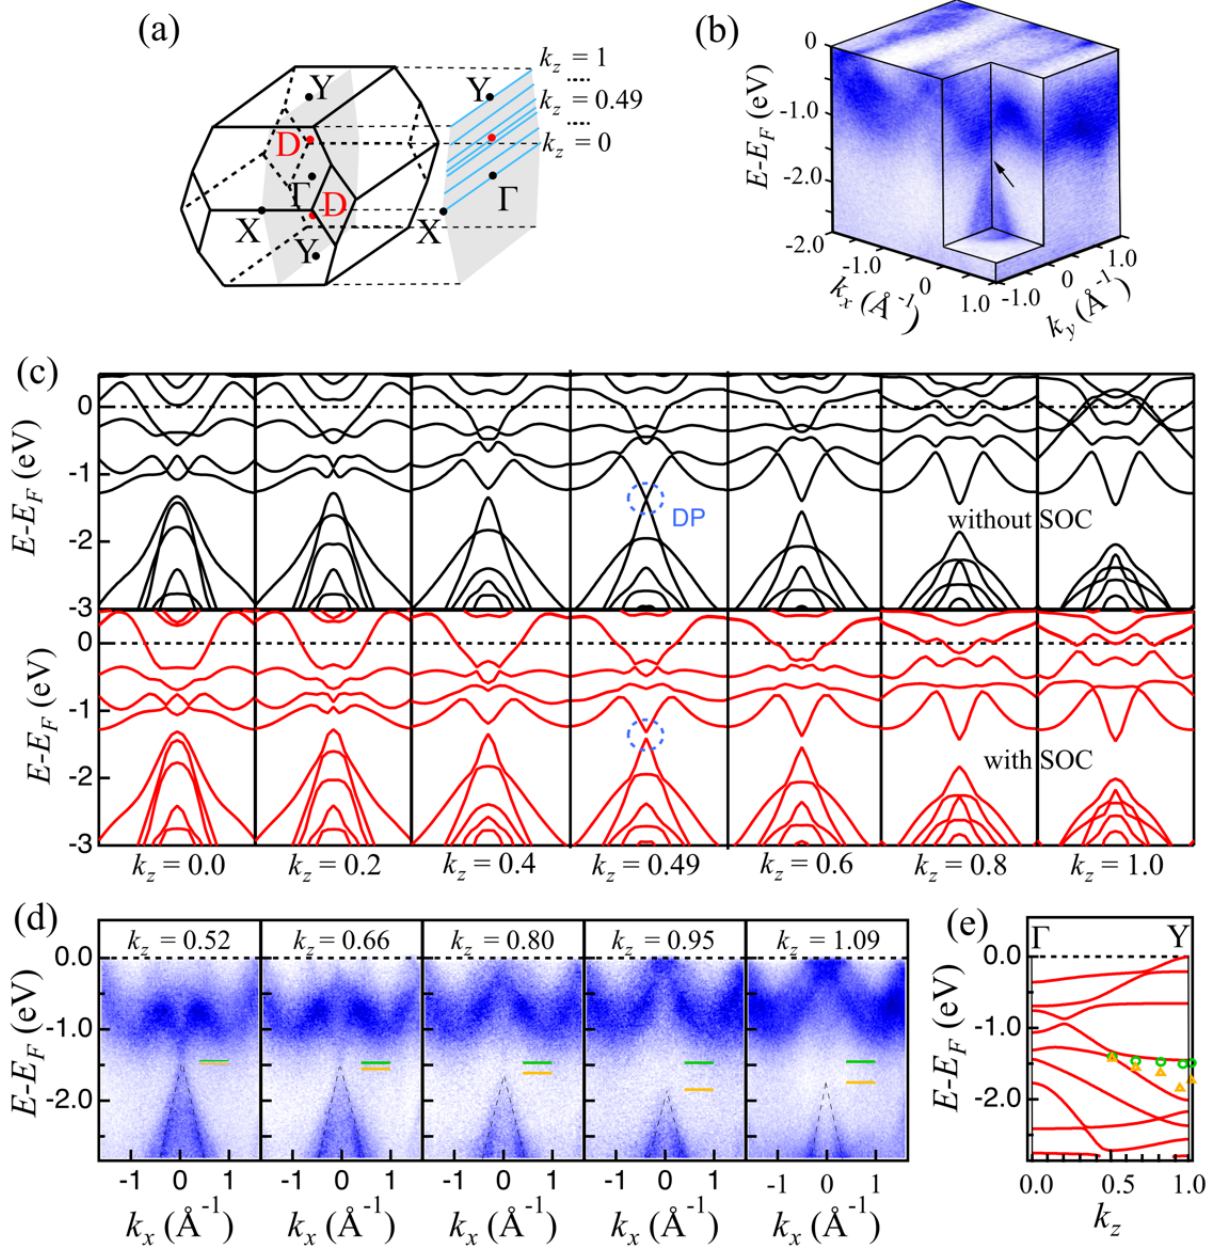 (a)
Y
D
Γ
D
X
Y
k_z = 1
.....
k_z = 0.49
.....
k_z = 0
Y
Γ
X
(b)
E-E_F (eV)
0
-1.0
-2.0
-2.0
-1.0
0
1.0
k_x (Å⁻¹)
-1.0
0
1.0
k_y (Å⁻¹)
(c)
E-E_F (eV)
0
-1
-2
-3
DP
without SOC
E-E_F (eV)
0
-1
-2
-3
with SOC
k_z = 0.0 k_z = 0.2 k_z = 0.4 k_z = 0.49 k_z = 0.6 k_z = 0.8 k_z = 1.0
(d)
k_z = 0.52 k_z = 0.66 k_z = 0.80 k_z = 0.95 k_z = 1.09
E-E_F (eV)
0.0
-1.0
-2.0
-1 0 1 -1 0 1 -1 0 1 -1 0 1 -1 0 1
k_x (Å⁻¹) k_x (Å⁻¹) k_x (Å⁻¹) k_x (Å⁻¹) k_x (Å⁻¹)
(e)
Γ Y
E-E_F (eV)
0.0
-1.0
-2.0
0.0 0.5 1.0
k_z